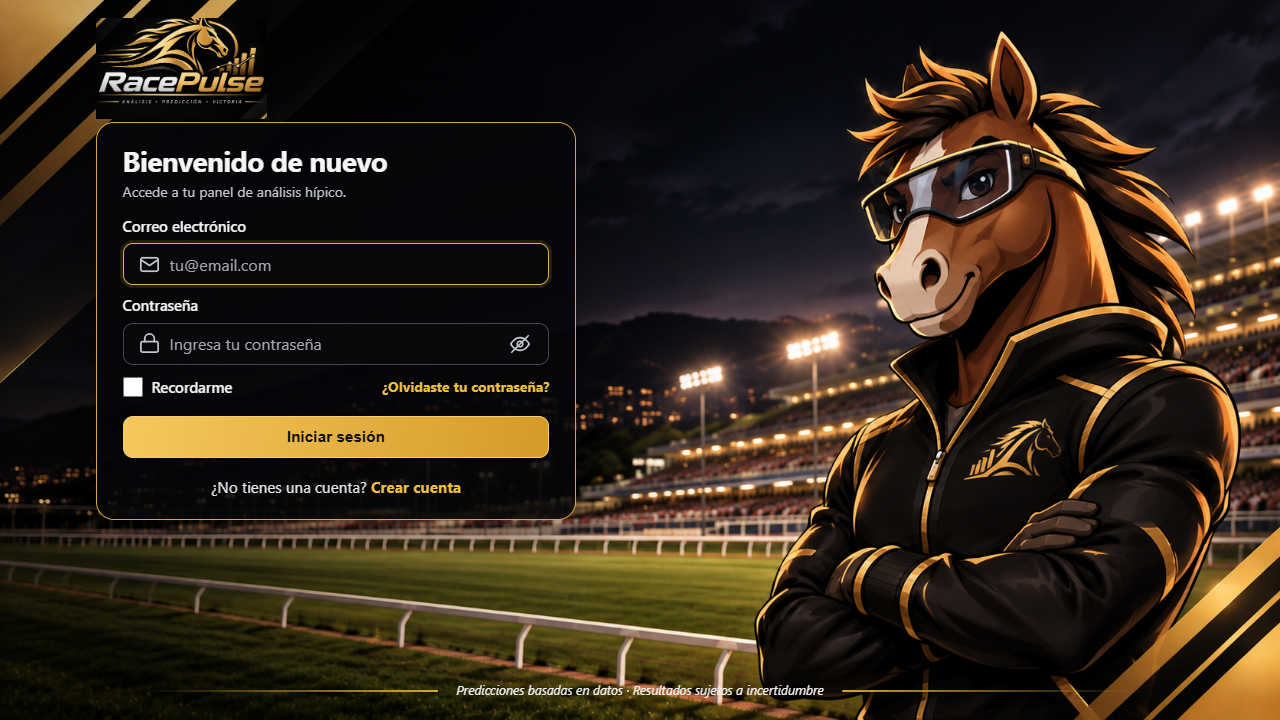 RacePulse
ANÁLISIS • PREDICCIÓN • VICTORIA
Bienvenido de nuevo
Accede a tu panel de análisis hípico.
Correo electrónico
tu@email.com
Contraseña
Ingresa tu contraseña
Recordarme
¿Olvidaste tu contraseña?
Iniciar sesión
¿No tienes una cuenta? Crear cuenta
Predicciones basadas en datos · Resultados sujetos a incertidumbre